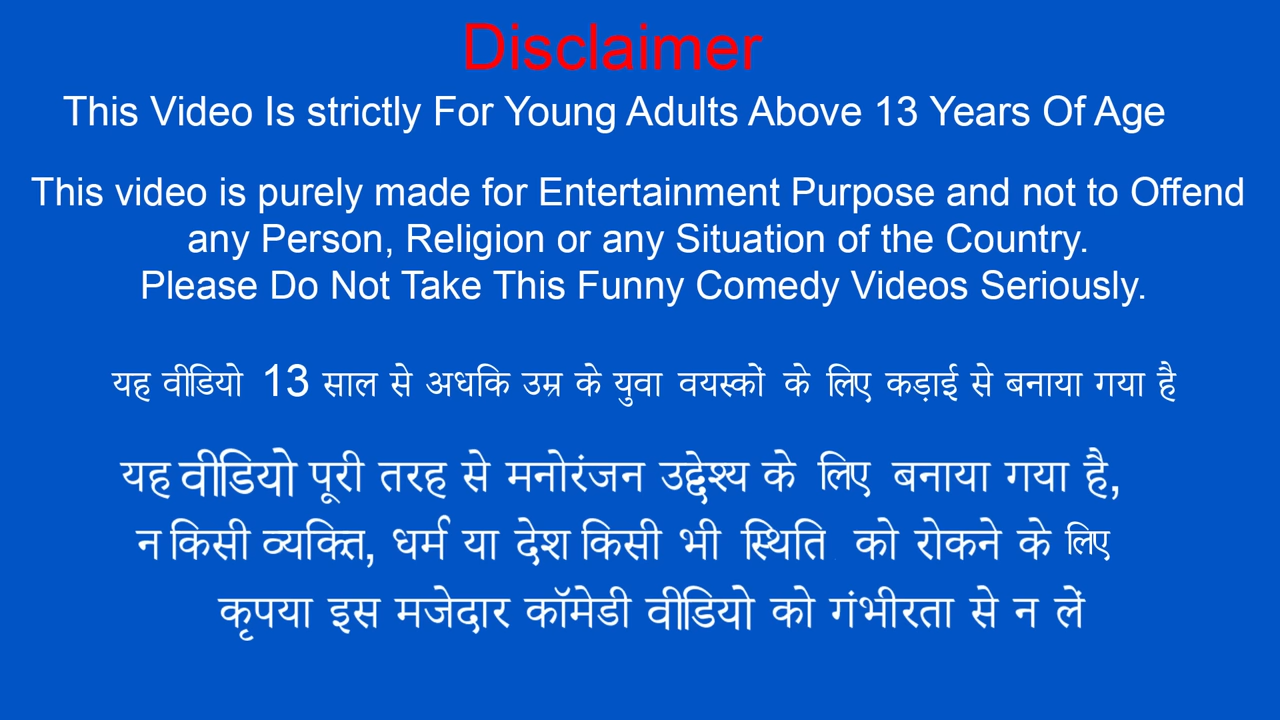 Disclaimer
This Video Is strictly For Young Adults Above 13 Years Of Age
This video is purely made for Entertainment Purpose and not to Offend
any Person, Religion or any Situation of the Country.
Please Do Not Take This Funny Comedy Videos Seriously.
यह वीडियो 13 साल से अधकि उम्र के युवा वयस्कों के लिए कड़ाई से बनाया गया है
यह वीडियो पूरी तरह से मनोरंजन उद्देश्य के लिए बनाया गया है,
न किसी व्यक्ति, धर्म या देश किसी भी स्थिति को रोकने के लिए
कृपया इस मजेदार कॉमेडी वीडियो को गंभीरता से न लें